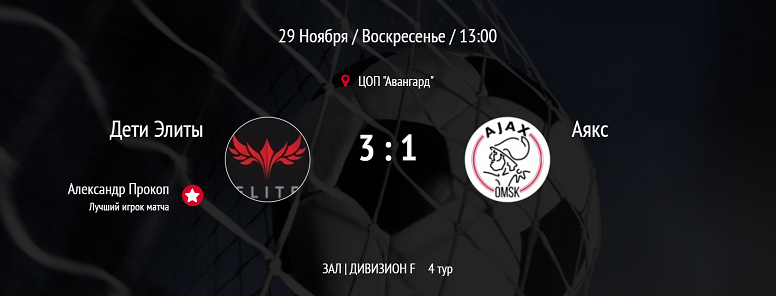 29 Ноября / Воскресенье / 13:00
ЦОП "Авангард"
Дети Элиты
3 : 1
Аякс
ELITE
AJAX
OMSK
Александр Прокоп
Лучший игрок матча
ЗАЛ | ДИВИЗИОН F 4 тур